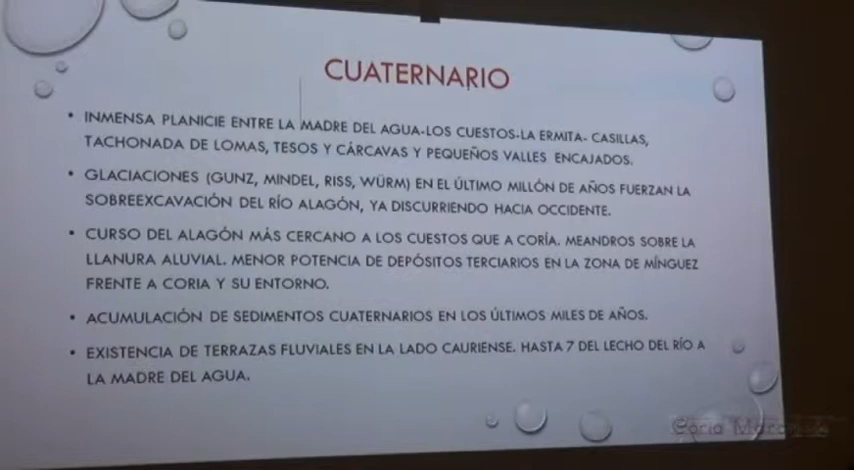 CUATERNARIO
• INMENSA PLANICIE ENTRE LA MADRE DEL AGUA-LOS CUESTOS-LA ERMITA- CASILLAS,
TACHONADA DE LOMAS, TESOS Y CÁRCAVAS Y PEQUEÑOS VALLES ENCAJADOS.
• GLACIACIONES (GUNZ, MINDEL, RISS, WÜRM) EN EL ÚLTIMO MILLÓN DE AÑOS FUERZAN LA
SOBREEXCAVACIÓN DEL RÍO ALAGÓN, YA DISCURRIENDO HACIA OCCIDENTE.
• CURSO DEL ALAGÓN MÁS CERCANO A LOS CUESTOS QUE A CORÍA. MEANDROS SOBRE LA
LLANURA ALUVIAL. MENOR POTENCIA DE DEPÓSITOS TERCIARIOS EN LA ZONA DE MÍNGUEZ
FRENTE A CORIA Y SU ENTORNO.
• ACUMULACIÓN DE SEDIMENTOS CUATERNARIOS EN LOS ÚLTIMOS MILES DE AÑOS.
• EXISTENCIA DE TERRAZAS FLUVIALES EN LA LADO CAURIENSE. HASTA 7 DEL LECHO DEL RÍO A
LA MADRE DEL AGUA.
Coria